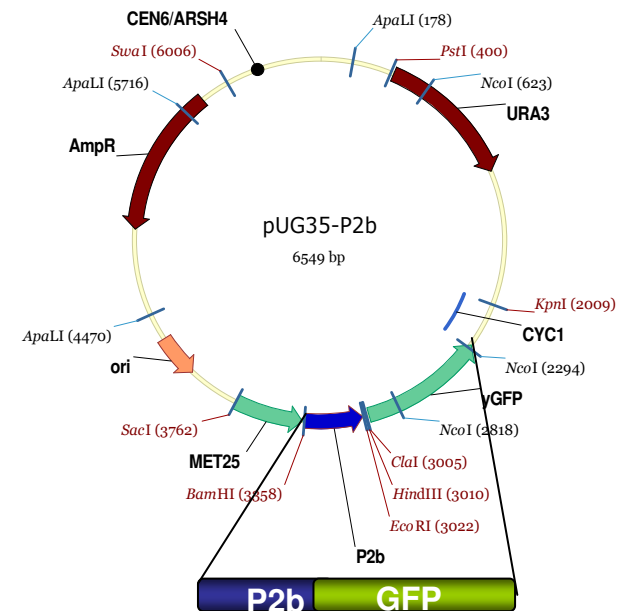 CEN6/ARSH4
ApaLI (178)
SwaI (6006)
PstI (400)
ApaLI (5716)
NcoI (623)
URA3
AmpR
pUG35-P2b
6549 bp
KpnI (2009)
ApaLI (4470)
CYC1
ori
NcoI (2294)
yGFP
SacI (3762)
NcoI (2818)
MET25
ClaI (3005)
BamHI (3358)
HindIII (3010)
EcoRI (3022)
P2b
P2b GFP